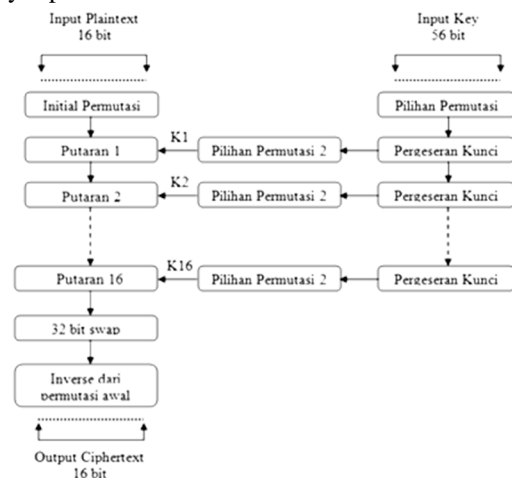 Input Plaintext
16 bit
Input Key
56 bit
Initial Permutasi
Pilihan Permutasi
Putaran 1
K1
Pilihan Permutasi 2
Pergeseran Kunci
Putaran 2
K2
Pilihan Permutasi 2
Pergeseran Kunci
Putaran 16
K16
Pilihan Permutasi 2
Pergeseran Kunci
32 bit swap
Inverse dari
permutasi awal
Output Ciphertext
16 bit